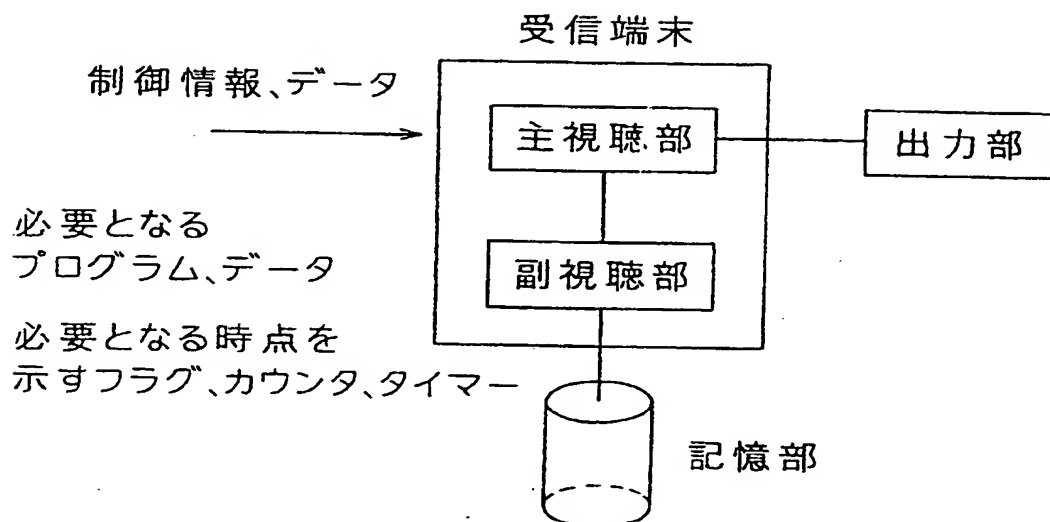 受信端末
制御情報、データ
主視聴部
出力部
必要となる
プログラム、データ
副視聴部
必要となる時点を
示すフラグ、カウンタ、タイマー
記憶部